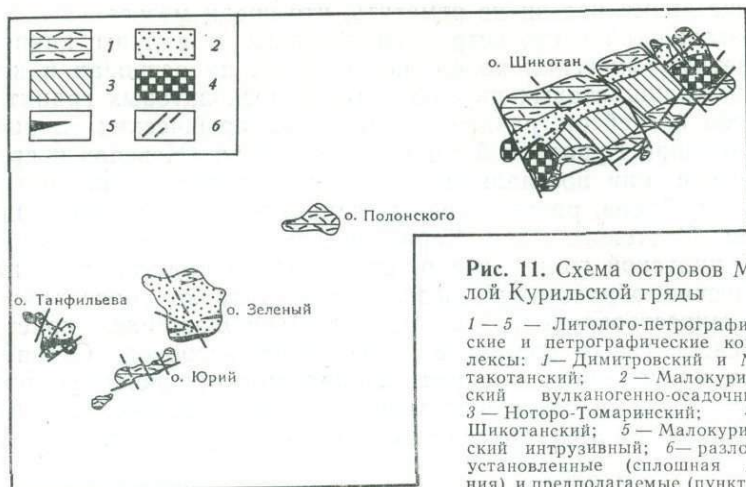 1
2
3
4
5
6
о. Шикотан
о. Полонского
о. Танфильева
о. Зеленый
о. Юрий
Рис. 11. Схема островов М
лой Курильской гряды
1 — 5 — Литолого-петрографи
ские и петрографические ко
лексы: 1— Димитровский и
такотанский; 2 — Малокури
ский вулканогенно-осадочн
3 — Ноторо-Томаринский;
Шикотанский; 5 — Малокури
ский интрузивный; 6— разло
установленные (сплошная
ния) и предполагаемые (пункт